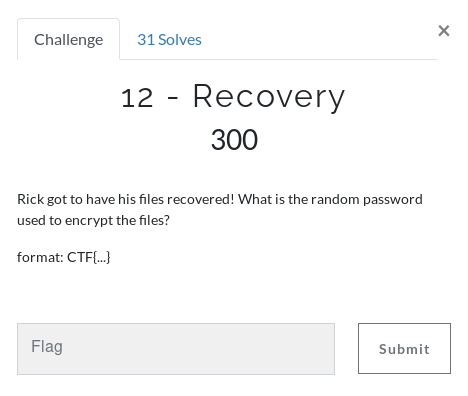 Challenge
31 Solves
×
12 - Recovery
300
Rick got to have his files recovered! What is the random password
used to encrypt the files?
format: CTF{...}
Flag
Submit